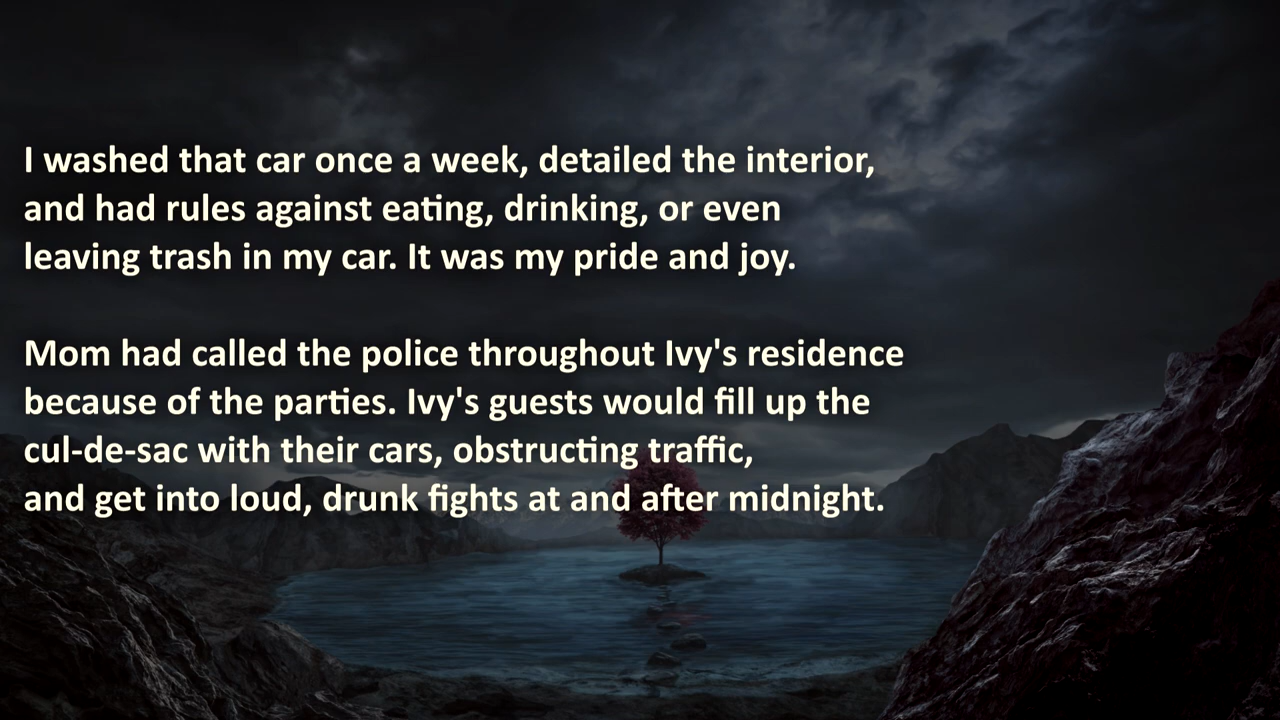 I washed that car once a week, detailed the interior,
and had rules against eating, drinking, or even
leaving trash in my car. It was my pride and joy.
Mom had called the police throughout Ivy's residence
because of the parties. Ivy's guests would fill up the
cul-de-sac with their cars, obstructing traffic,
and get into loud, drunk fights at and after midnight.